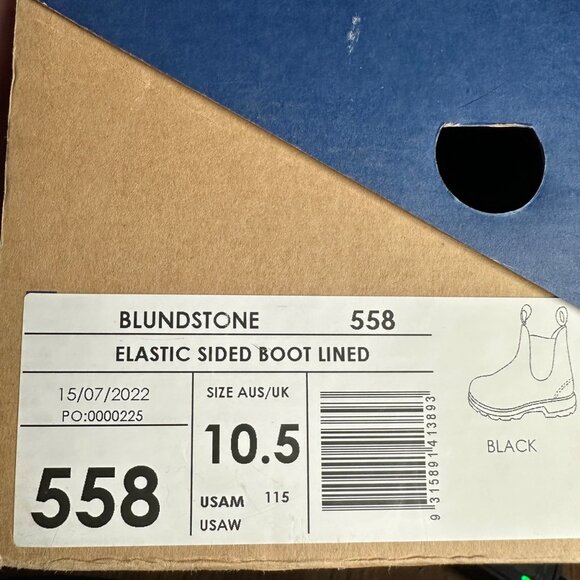 BLUNDSTONE 558
ELASTIC SIDED BOOT LINED
15/07/2022
PO:0000225
558
SIZE AUS/UK
10.5
USAM 115
USAW
9 315891 413893
BLACK